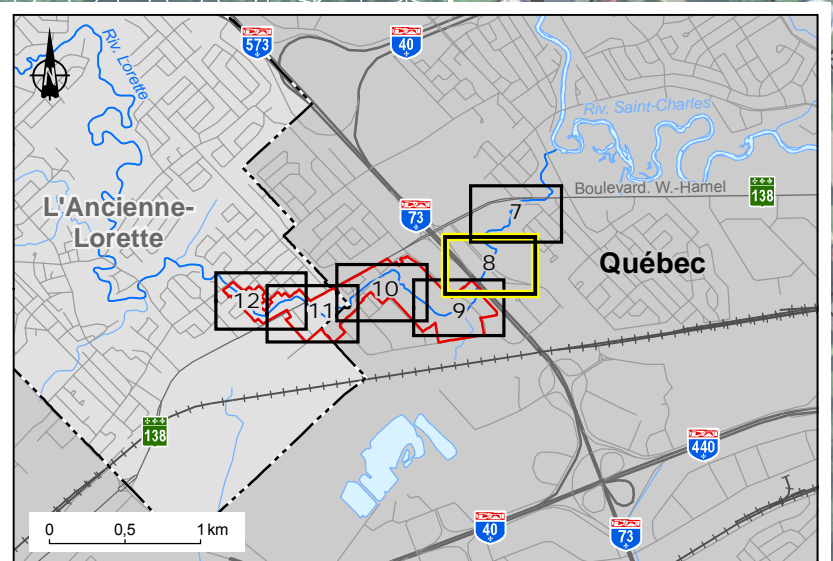 573
40
Riv. Lorette
N
Riv. Saint-Charles
Boulevard. W.-Hamel
138
7
73
L'Ancienne-
Lorette
8
Québec
10
12
11
9
138
440
0 0,5 1 km
40
73